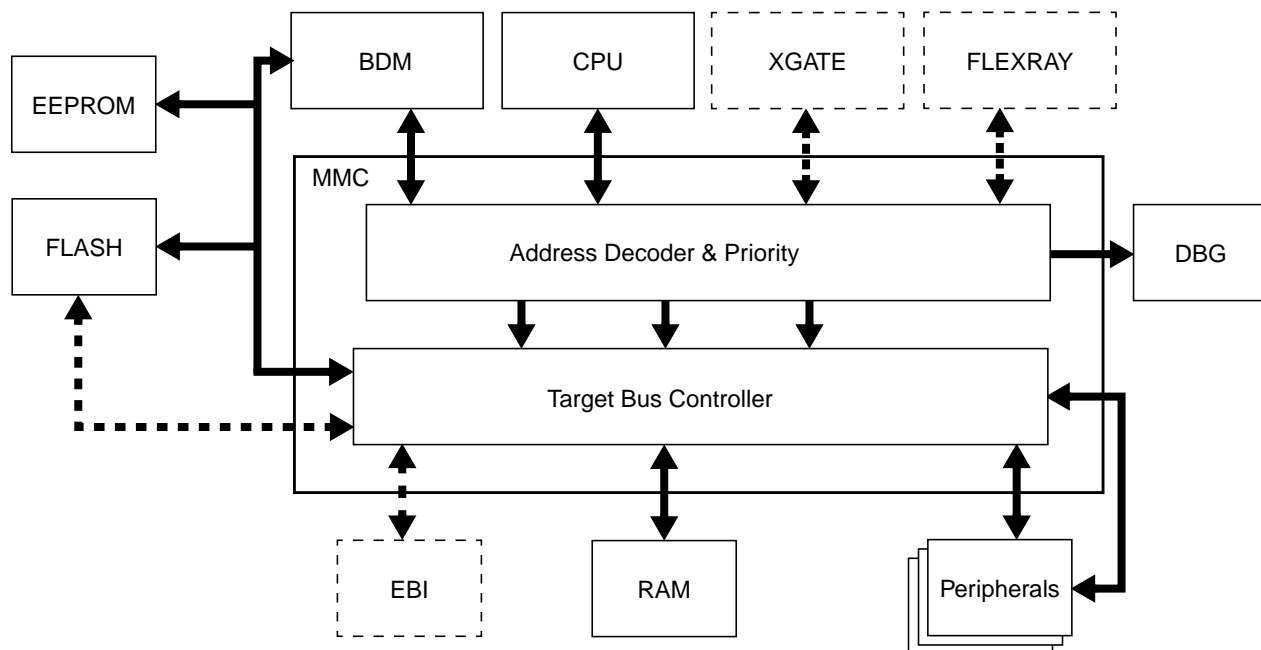 BDM
CPU
XGATE
FLEXRAY
EEPROM
MMC
FLASH
Address Decoder & Priority
DBG
Target Bus Controller
EBI
RAM
Peripherals